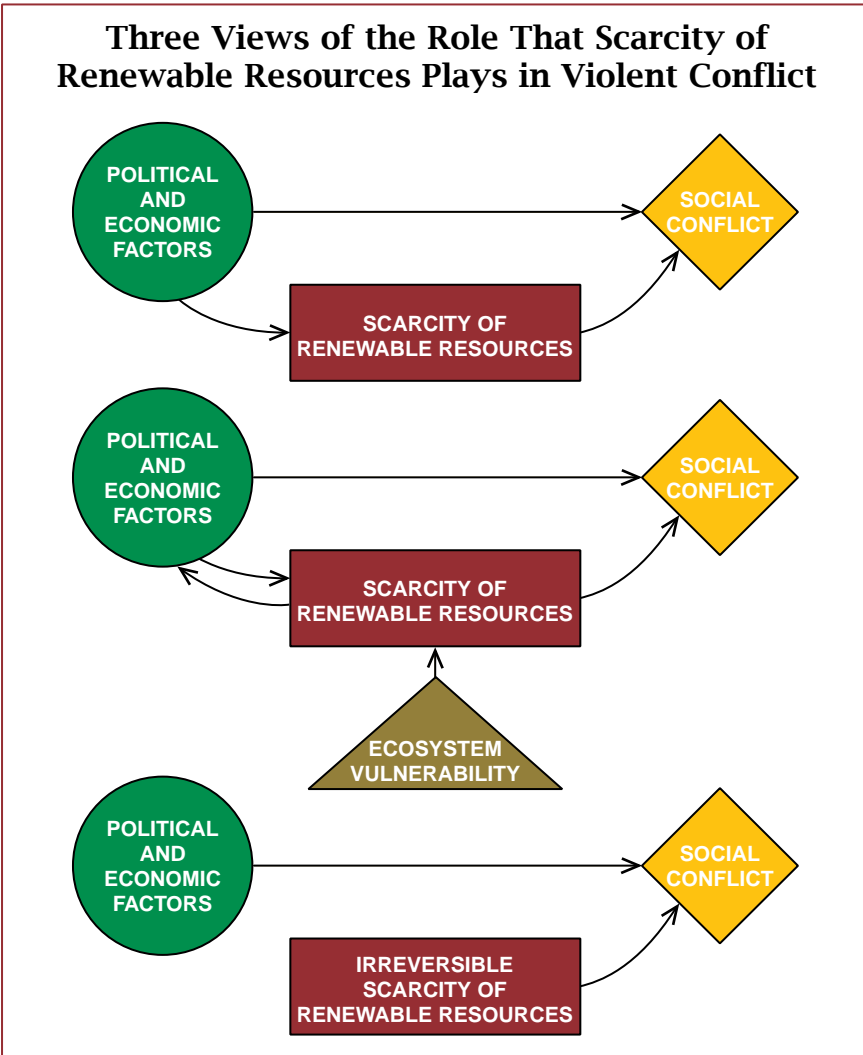 Three Views of the Role That Scarcity of
Renewable Resources Plays in Violent Conflict
POLITICAL
AND
ECONOMIC
FACTORS
SOCIAL
CONFLICT
SCARCITY OF
RENEWABLE RESOURCES
POLITICAL
AND
ECONOMIC
FACTORS
SOCIAL
CONFLICT
SCARCITY OF
RENEWABLE RESOURCES
ECOSYSTEM
VULNERABILITY
POLITICAL
AND
ECONOMIC
FACTORS
SOCIAL
CONFLICT
IRREVERSIBLE
SCARCITY OF
RENEWABLE RESOURCES